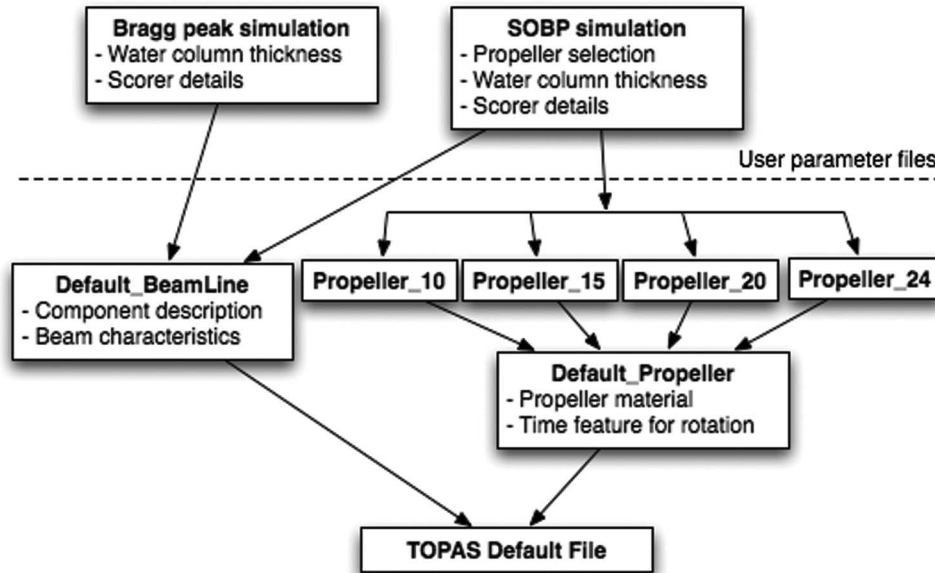 Bragg peak simulation
- Water column thickness
- Scorer details
SOBP simulation
- Propeller selection
- Water column thickness
- Scorer details
User parameter files
Default_BeamLine
- Component description
- Beam characteristics
Propeller_10
Propeller_15
Propeller_20
Propeller_24
Default_Propeller
- Propeller material
- Time feature for rotation
TOPAS Default File